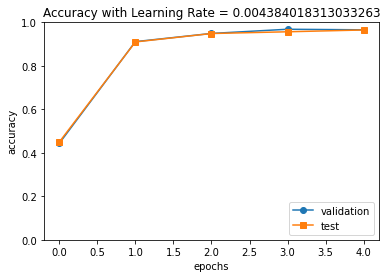 Accuracy with Learning Rate = 0.004384018313033263
1.0
0.8
0.6
0.4
0.2
0.0
accuracy
0.0 0.5 1.0 1.5 2.0 2.5 3.0 3.5 4.0
epochs
validation
test